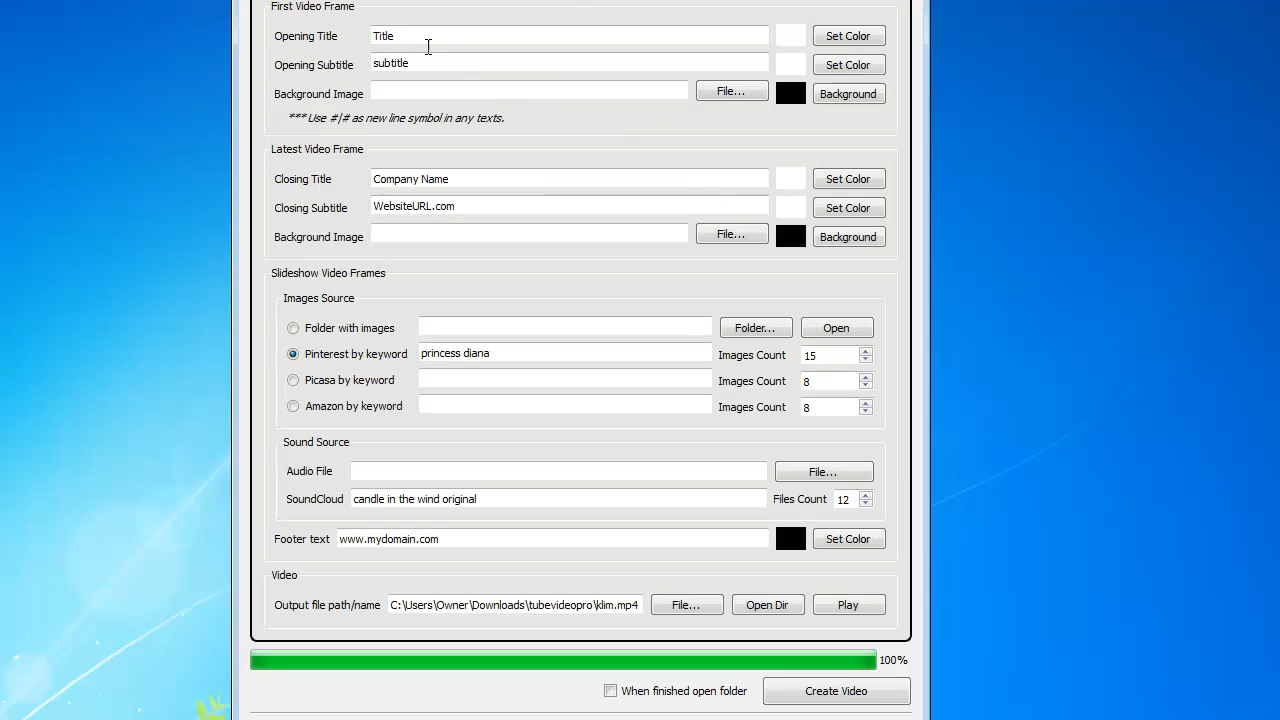 First Video Frame
Opening Title Title Set Color
Opening Subtitle subtitle Set Color
Background Image File... Background
***Use #|# as new line symbol in any texts.
Latest Video Frame
Closing Title Company Name Set Color
Closing Subtitle WebsiteURL.com Set Color
Background Image File... Background
Slideshow Video Frames
Images Source
Folder with images Folder... Open
Pinterest by keyword princess diana Images Count 15
Picasa by keyword Images Count 8
Amazon by keyword Images Count 8
Sound Source
Audio File File...
SoundCloud candle in the wind original Files Count 12
Footer text www.mydomain.com Set Color
Video
Output file path/name C:\Users\Owner\Downloads\tubevideopro\klim.mp4 File... Open Dir Play
100%
When finished open folder Create Video